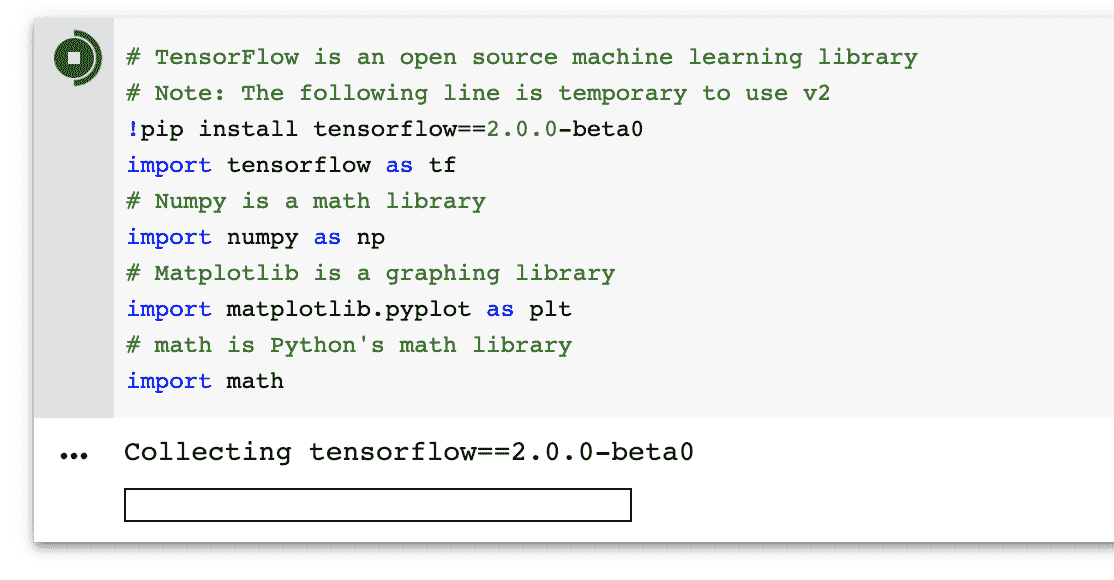 # TensorFlow is an open source machine learning library
# Note: The following line is temporary to use v2
!pip install tensorflow==2.0.0-beta0
import tensorflow as tf
# Numpy is a math library
import numpy as np
# Matplotlib is a graphing library
import matplotlib.pyplot as plt
# math is Python's math library
import math
... Collecting tensorflow==2.0.0-beta0